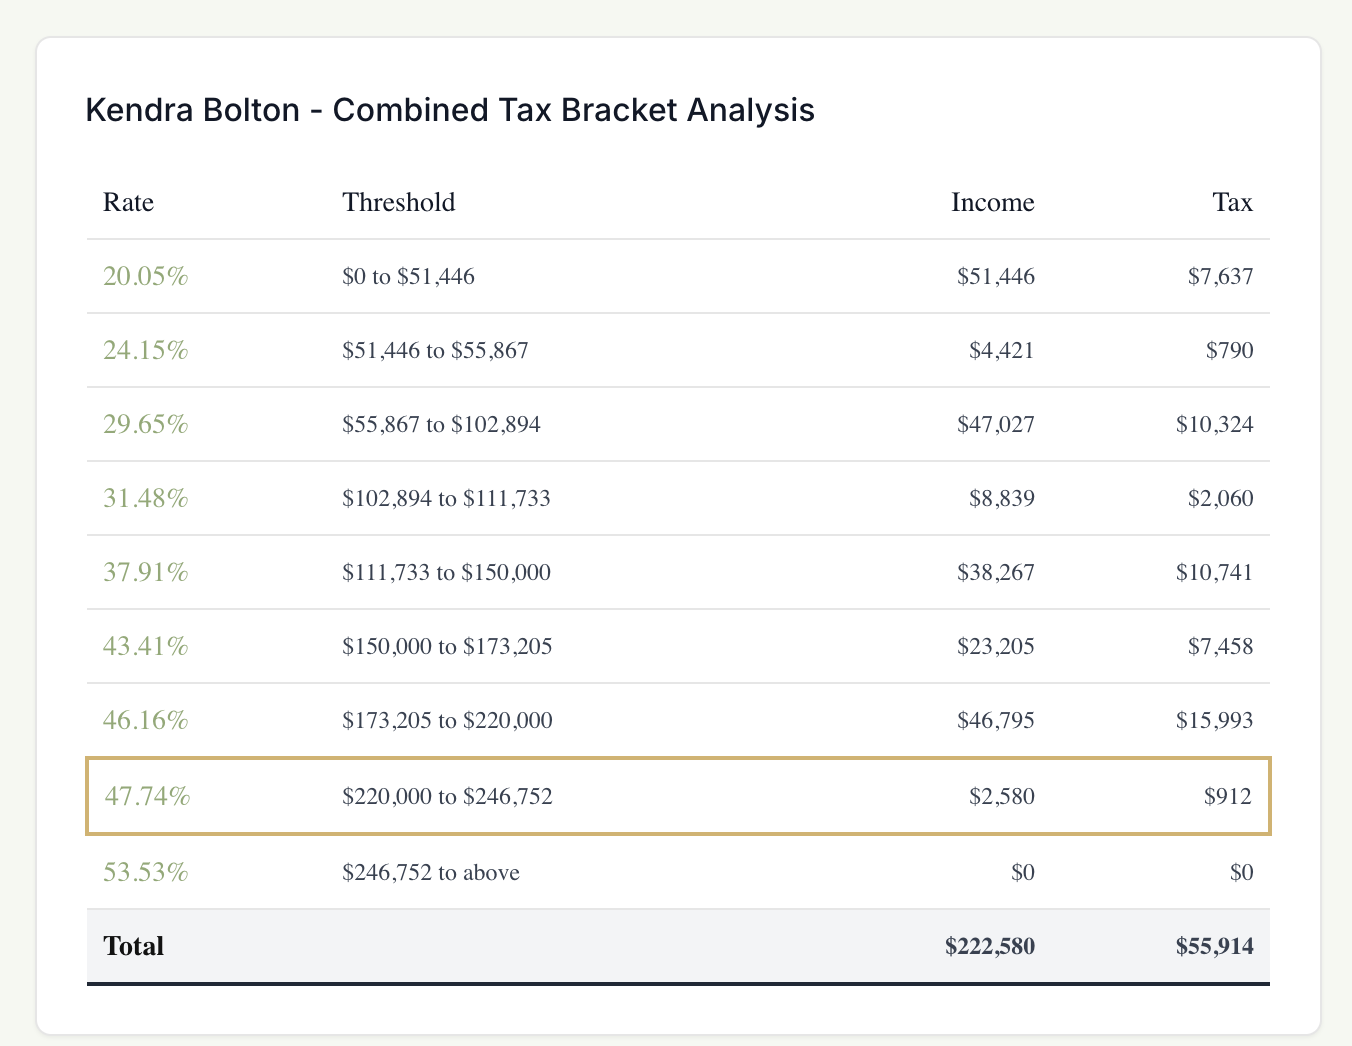 Kendra Bolton - Combined Tax Bracket Analysis
Rate Threshold Income Tax
20.05% $0 to $51,446 $51,446 $7,637
24.15% $51,446 to $55,867 $4,421 $790
29.65% $55,867 to $102,894 $47,027 $10,324
31.48% $102,894 to $111,733 $8,839 $2,060
37.91% $111,733 to $150,000 $38,267 $10,741
43.41% $150,000 to $173,205 $23,205 $7,458
46.16% $173,205 to $220,000 $46,795 $15,993
47.74% $220,000 to $246,752 $2,580 $912
53.53% $246,752 to above $0 $0
Total $222,580 $55,914